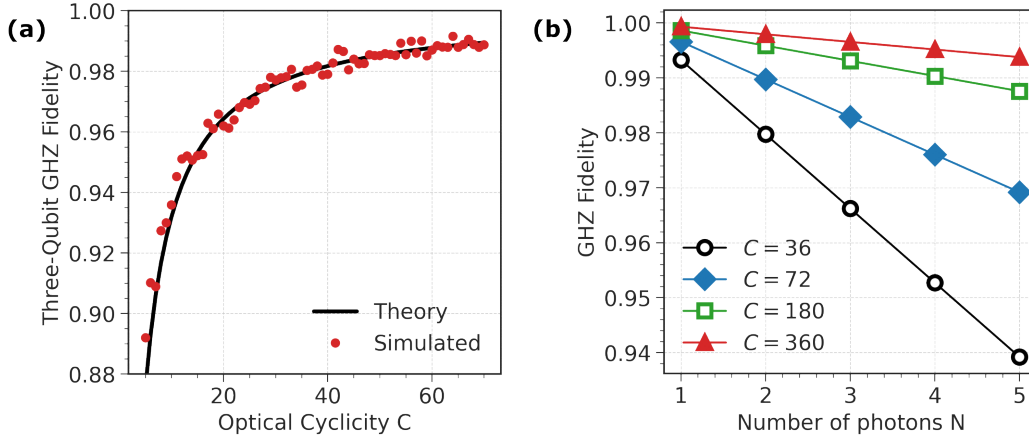 (a)
Three-Qubit GHZ Fidelity
1.00
0.98
0.96
0.94
0.92
0.90
0.88
20
40
60
Optical Cyclicity C
Theory
Simulated
(b)
GHZ Fidelity
1.00
0.99
0.98
0.97
0.96
0.95
0.94
1
2
3
4
5
Number of photons N
C = 36
C = 72
C = 180
C = 360